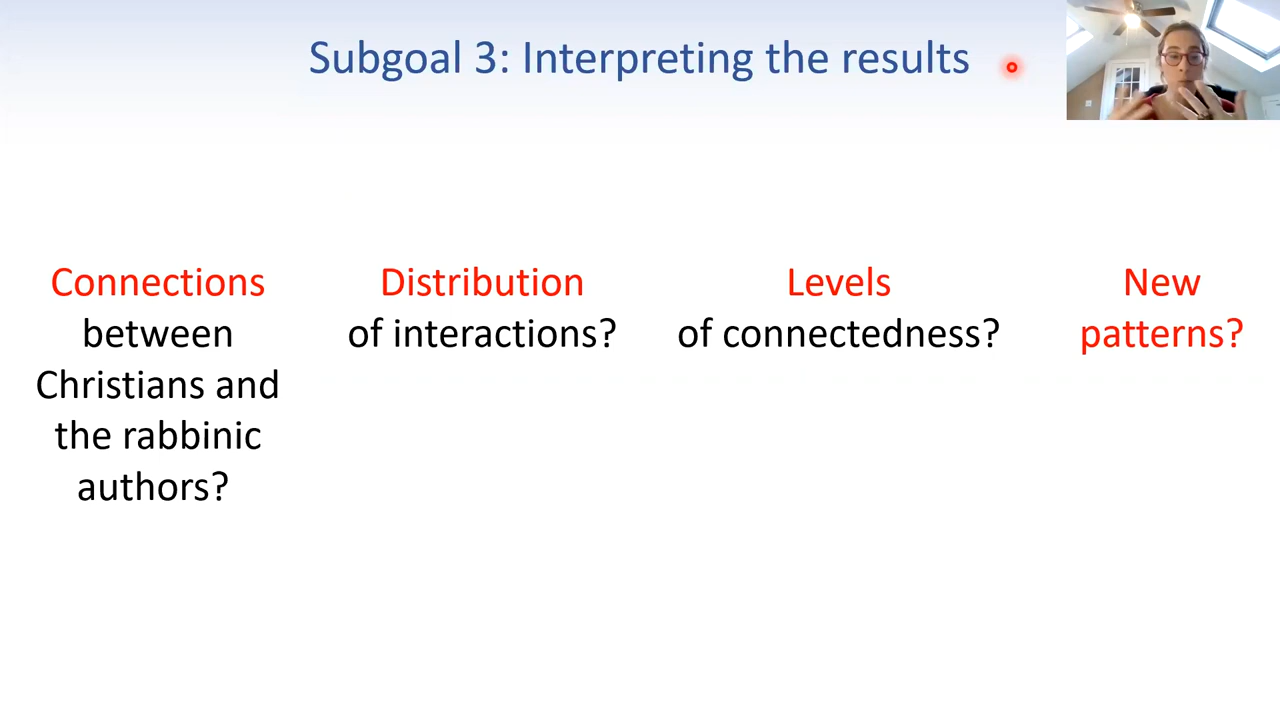 Subgoal 3: Interpreting the results
Connections
between
Christians and
the rabbinic
authors?
Distribution
of interactions?
Levels
of connectedness?
New
patterns?